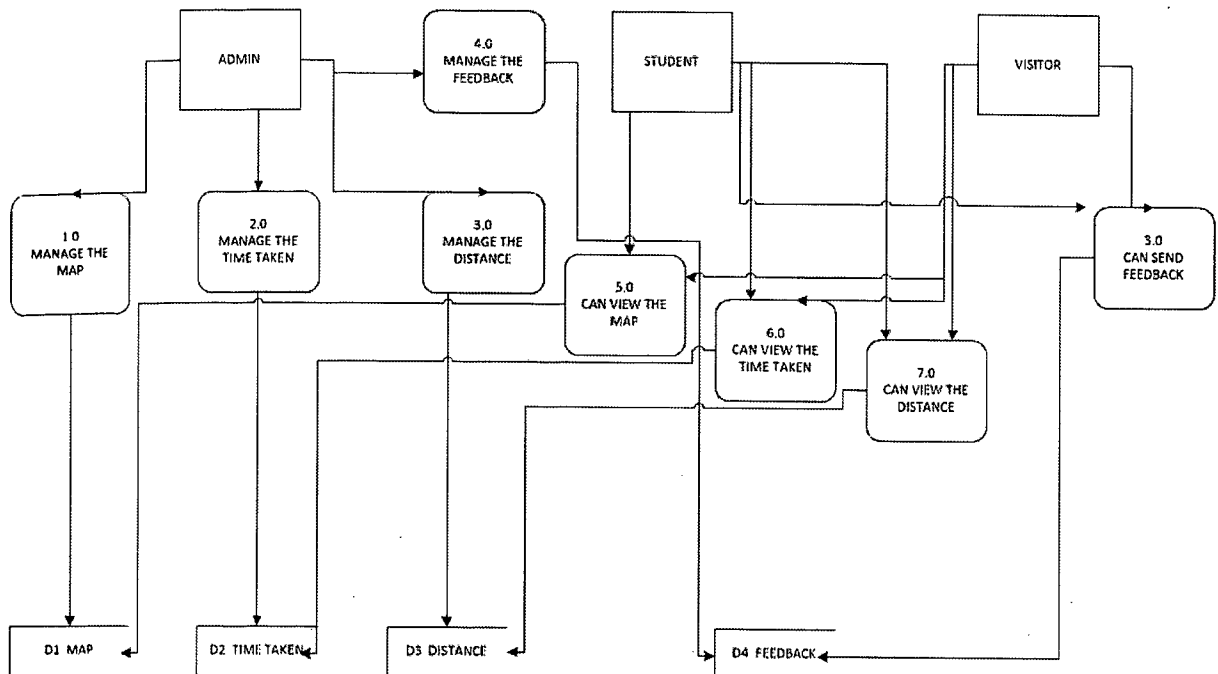 ADMIN
4.0
MANAGE THE
FEEDBACK
STUDENT
VISITOR
1.0
MANAGE THE
MAP
2.0
MANAGE THE
TIME TAKEN
3.0
MANAGE THE
DISTANCE
5.0
CAN VIEW THE
MAP
6.0
CAN VIEW THE
TIME TAKEN
7.0
CAN VIEW THE
DISTANCE
3.0
CAN SEND
FEEDBACK
D1 MAP
D2 TIME TAKEN
D3 DISTANCE
D4 FEEDBACK